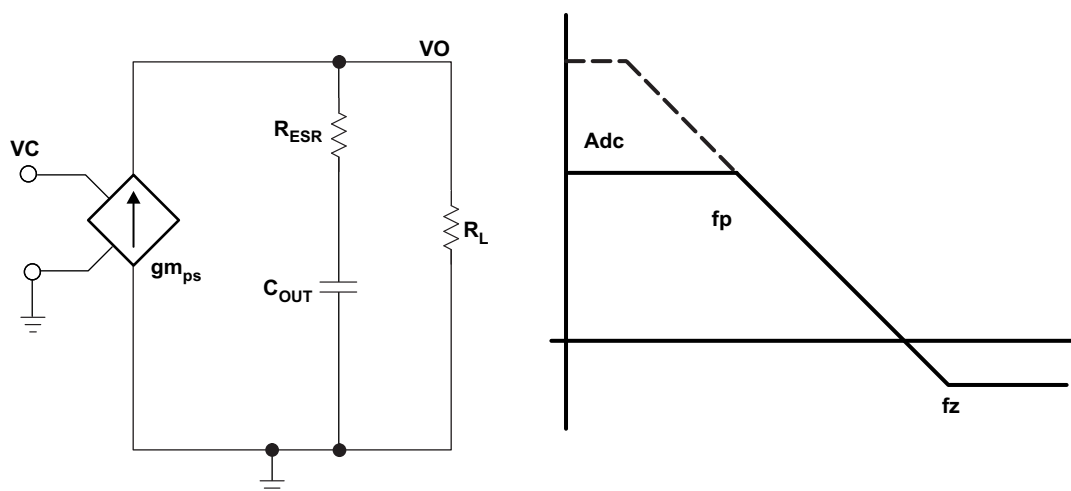 VO
R_ESR
VC
R_L
gm_ps
C_OUT
Adc
fp
fz